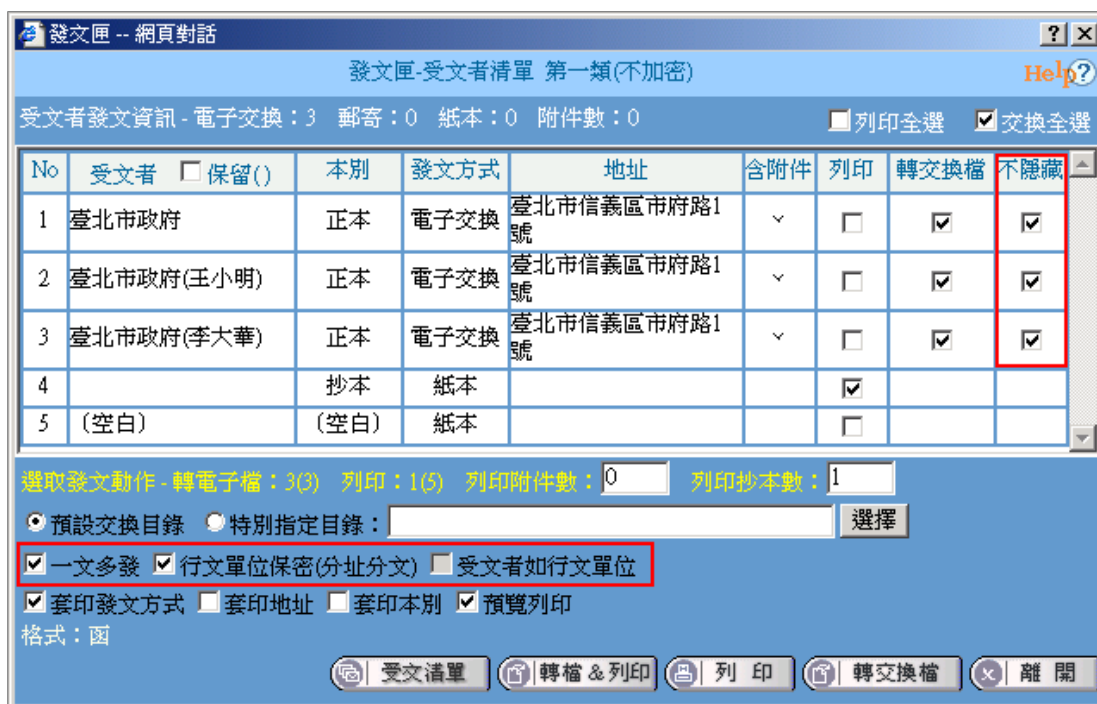 發文匣 -- 網頁對話
發文匣-受文者清單 第一類(不加密) Help?
受文者發文資訊 - 電子交換：3 郵寄：0 紙本：0 附件數：0 列印全選 交換全選
No 受文者 保留() 本別 發文方式 地址 含附件 列印 轉交換檔 不隱藏
1 臺北市政府 正本 電子交換 臺北市信義區市府路1號 ˇ
2 臺北市政府(王小明) 正本 電子交換 臺北市信義區市府路1號 ˇ
3 臺北市政府(李大華) 正本 電子交換 臺北市信義區市府路1號 ˇ
4 抄本 紙本
5 （空白） （空白） 紙本
選取發文動作 - 轉電子檔：3(3) 列印：1(5) 列印附件數：0 列印抄本數：1
預設交換目錄 特別指定目錄： 選擇
一文多發 行文單位保密(分址分文) 受文者如行文單位
套印發文方式 套印地址 套印本別 預覽列印
格式：函
受文清單 轉檔&列印 列 印 轉交換檔 離 開